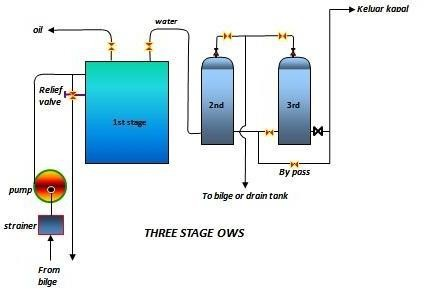 Keluar kapal
water
oil
Relief
valve
1st stage
2nd
3rd
By pass
pump
To bilge or drain tank
strainer
THREE STAGE OWS
From
bilge